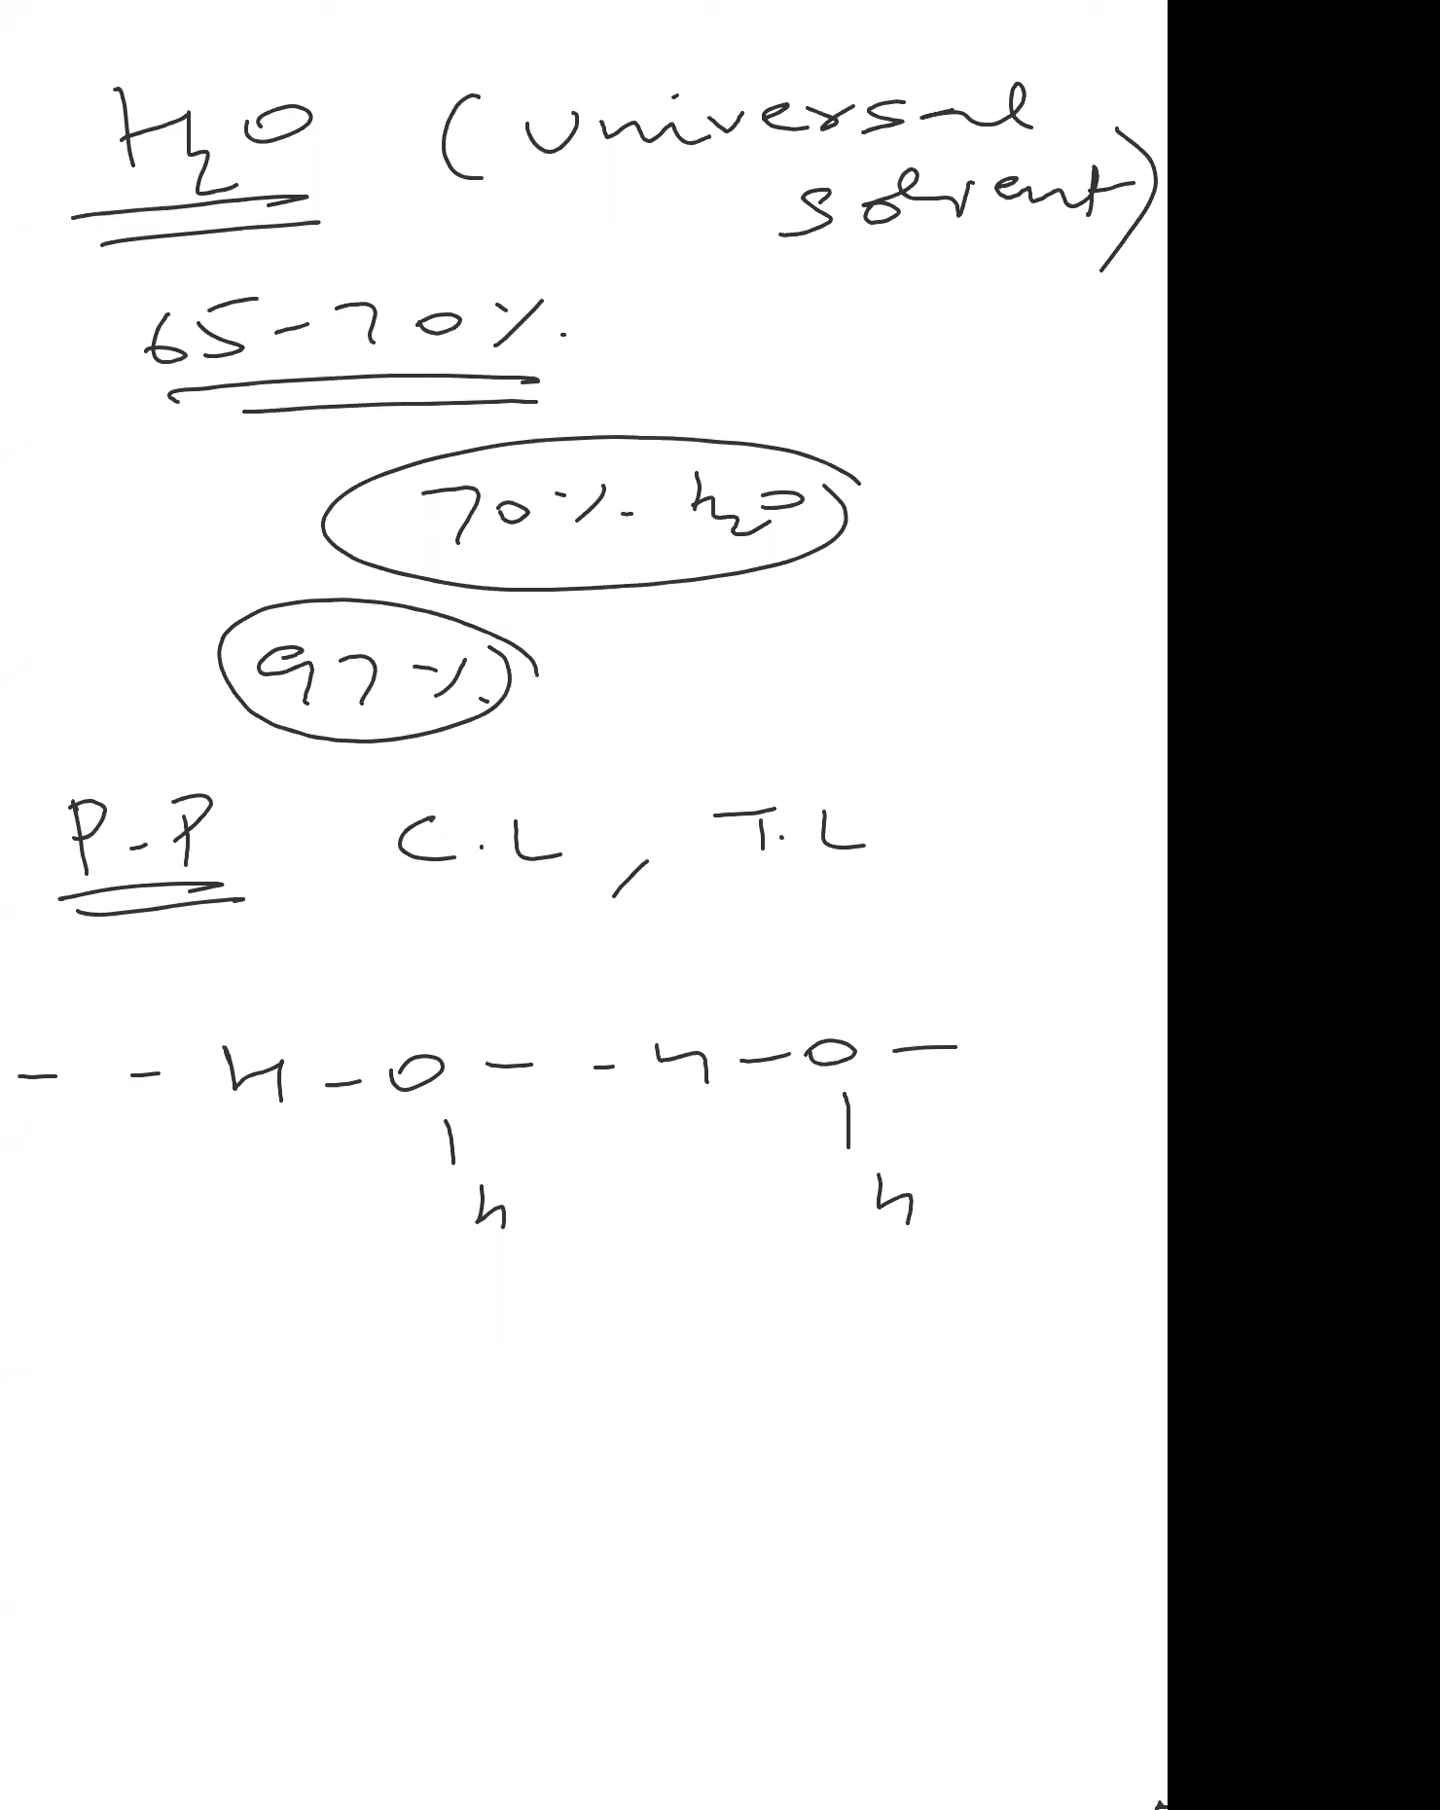 H2O (universal
solvent)
65-70%.
70%. H2O
97%.
P-P C.L, T.L
- - H-O - - H-O -
| |
H H